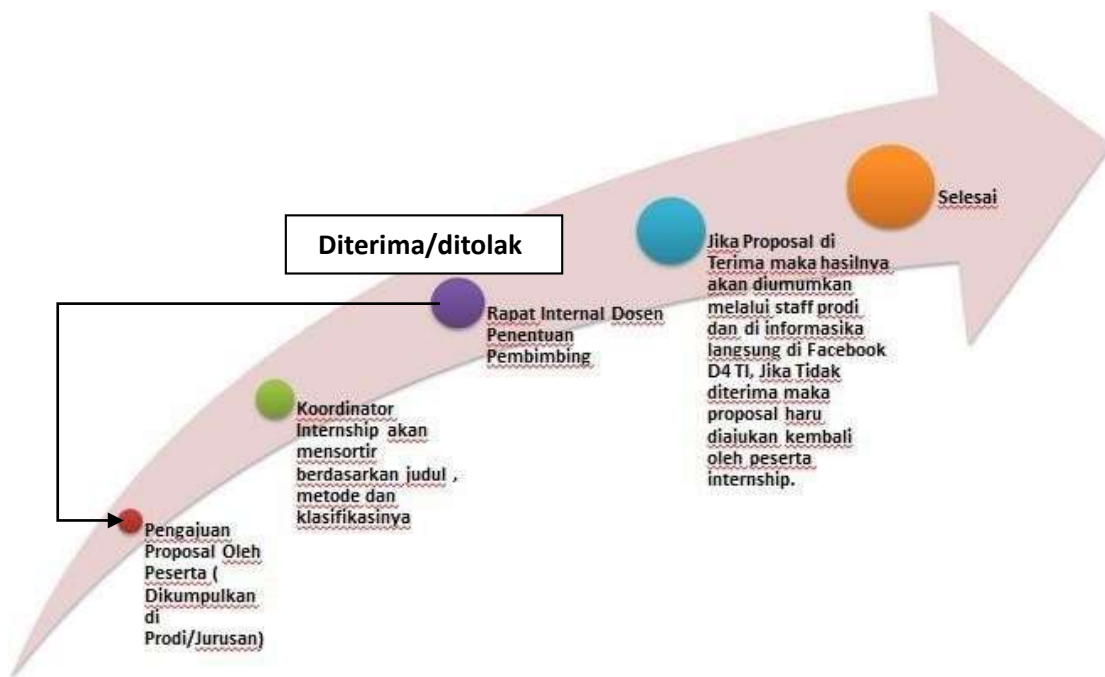 Diterima/ditolak
Selesai
Jika Proposal di
Terima maka hasilnya
akan diumumkan
melalui staff prodi
dan di informasika
langsung di Facebook
D4 TI, Jika Tidak
diterima maka
proposal haru
diajukan kembali
oleh peserta
internship.
Rapat Internal Dosen
Penentuan
Pembimbing
Koordinator
Internship akan
mensortir
berdasarkan judul ,
metode dan
klasifikasinya
Pengajuan
Proposal Oleh
Peserta (
Dikumpulkan
di
Prodi/Jurusan)